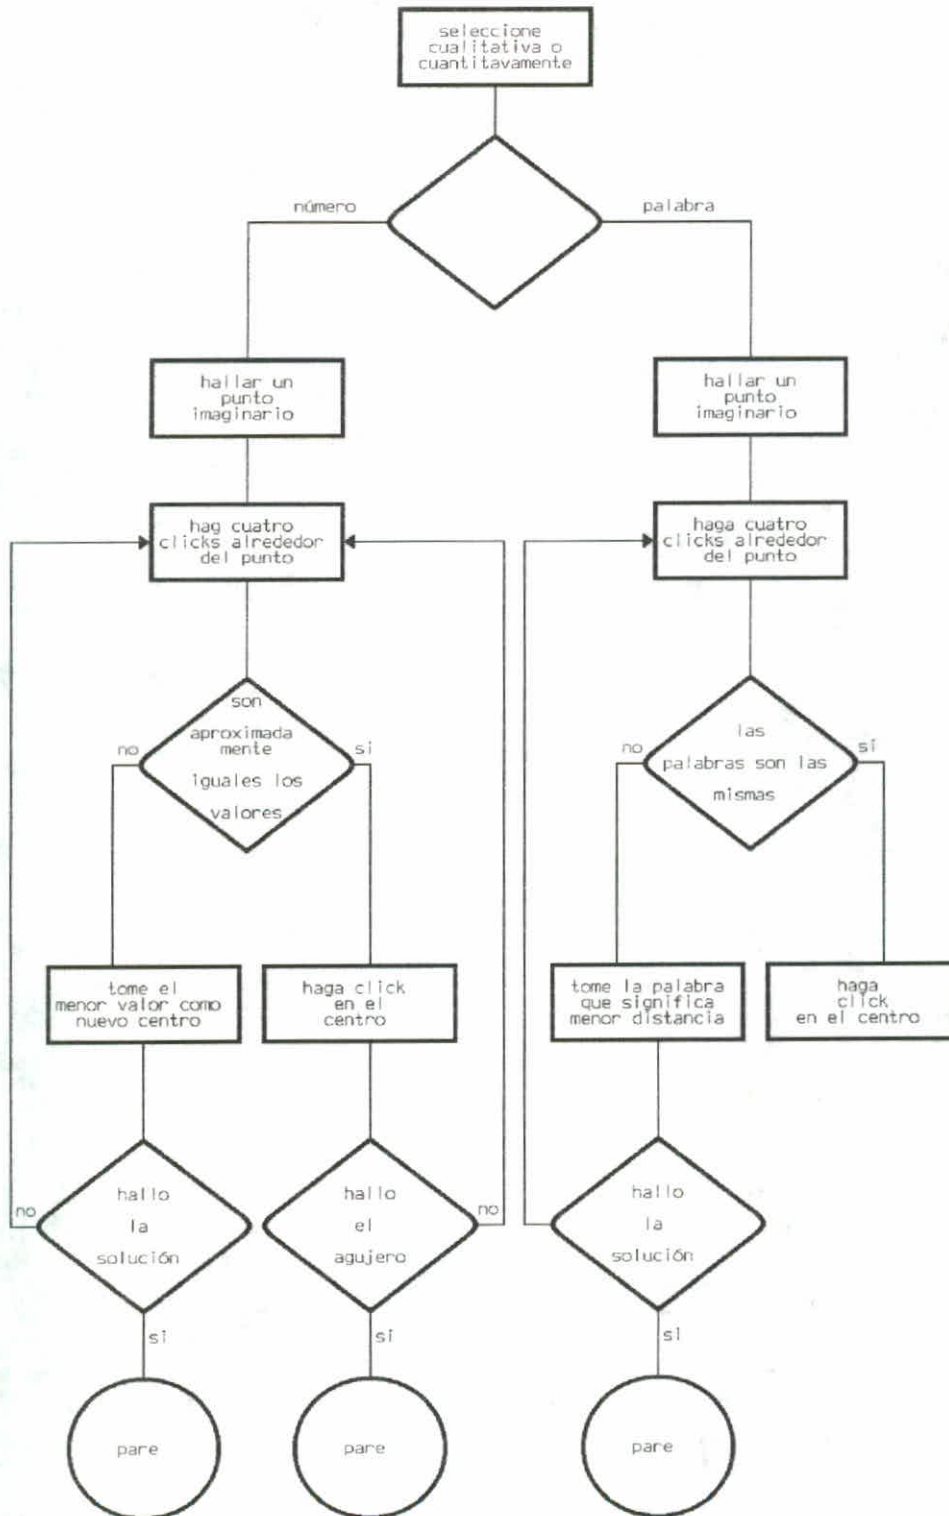 seleccione
cualitativa o
cuantitavamente
número
palabra
hallar un
punto
imaginario
hallar un
punto
imaginario
hag cuatro
clicks alrededor
del punto
haga cuatro
clicks alrededor
del punto
son
aproximada
mente
iguales los
valores
no
si
las
palabras son las
mismas
no
si
tome el
menor valor como
nuevo centro
haga click
en el
centro
tome la palabra
que significa
menor distancia
haga
click
en el centro
hallo
la
solución
no
hallo
el
agujero
no
hallo
la
solución
si
si
si
pare
pare
pare